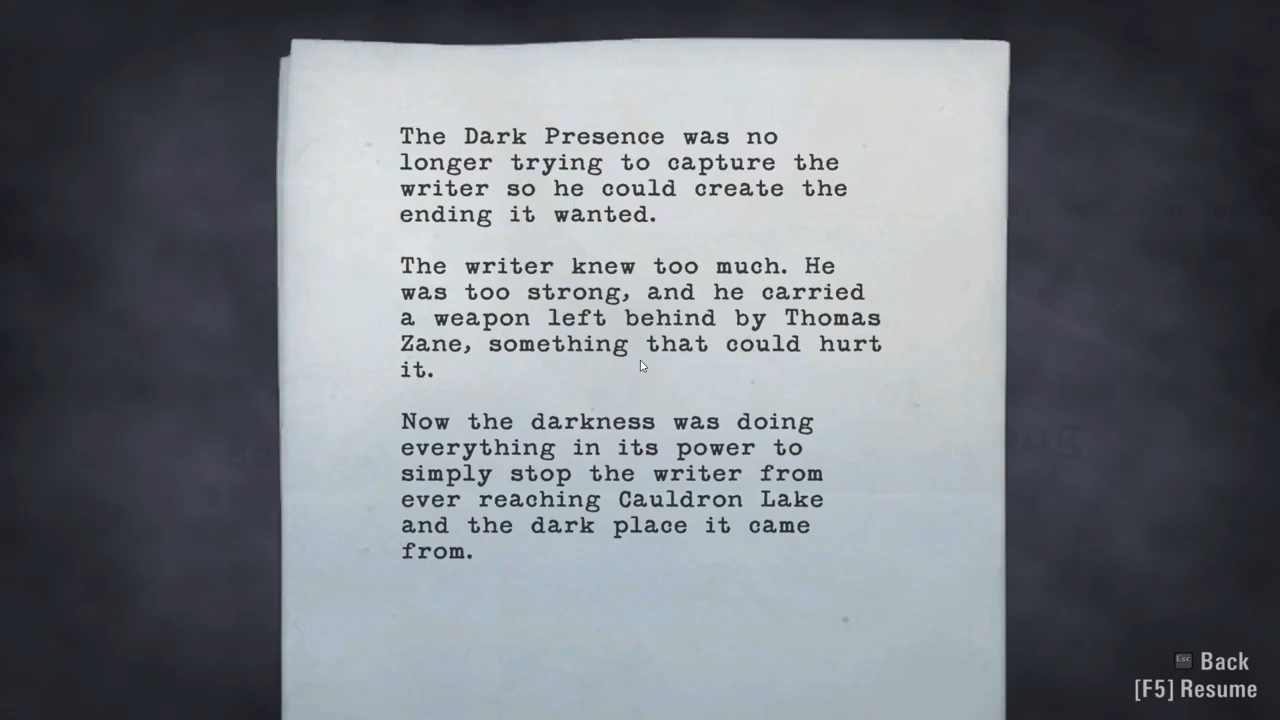 The Dark Presence was no
longer trying to capture the
writer so he could create the
ending it wanted.
The writer knew too much. He
was too strong, and he carried
a weapon left behind by Thomas
Zane, something that could hurt
it.
Now the darkness was doing
everything in its power to
simply stop the writer from
ever reaching Cauldron Lake
and the dark place it came
from.
Esc Back
[F5] Resume